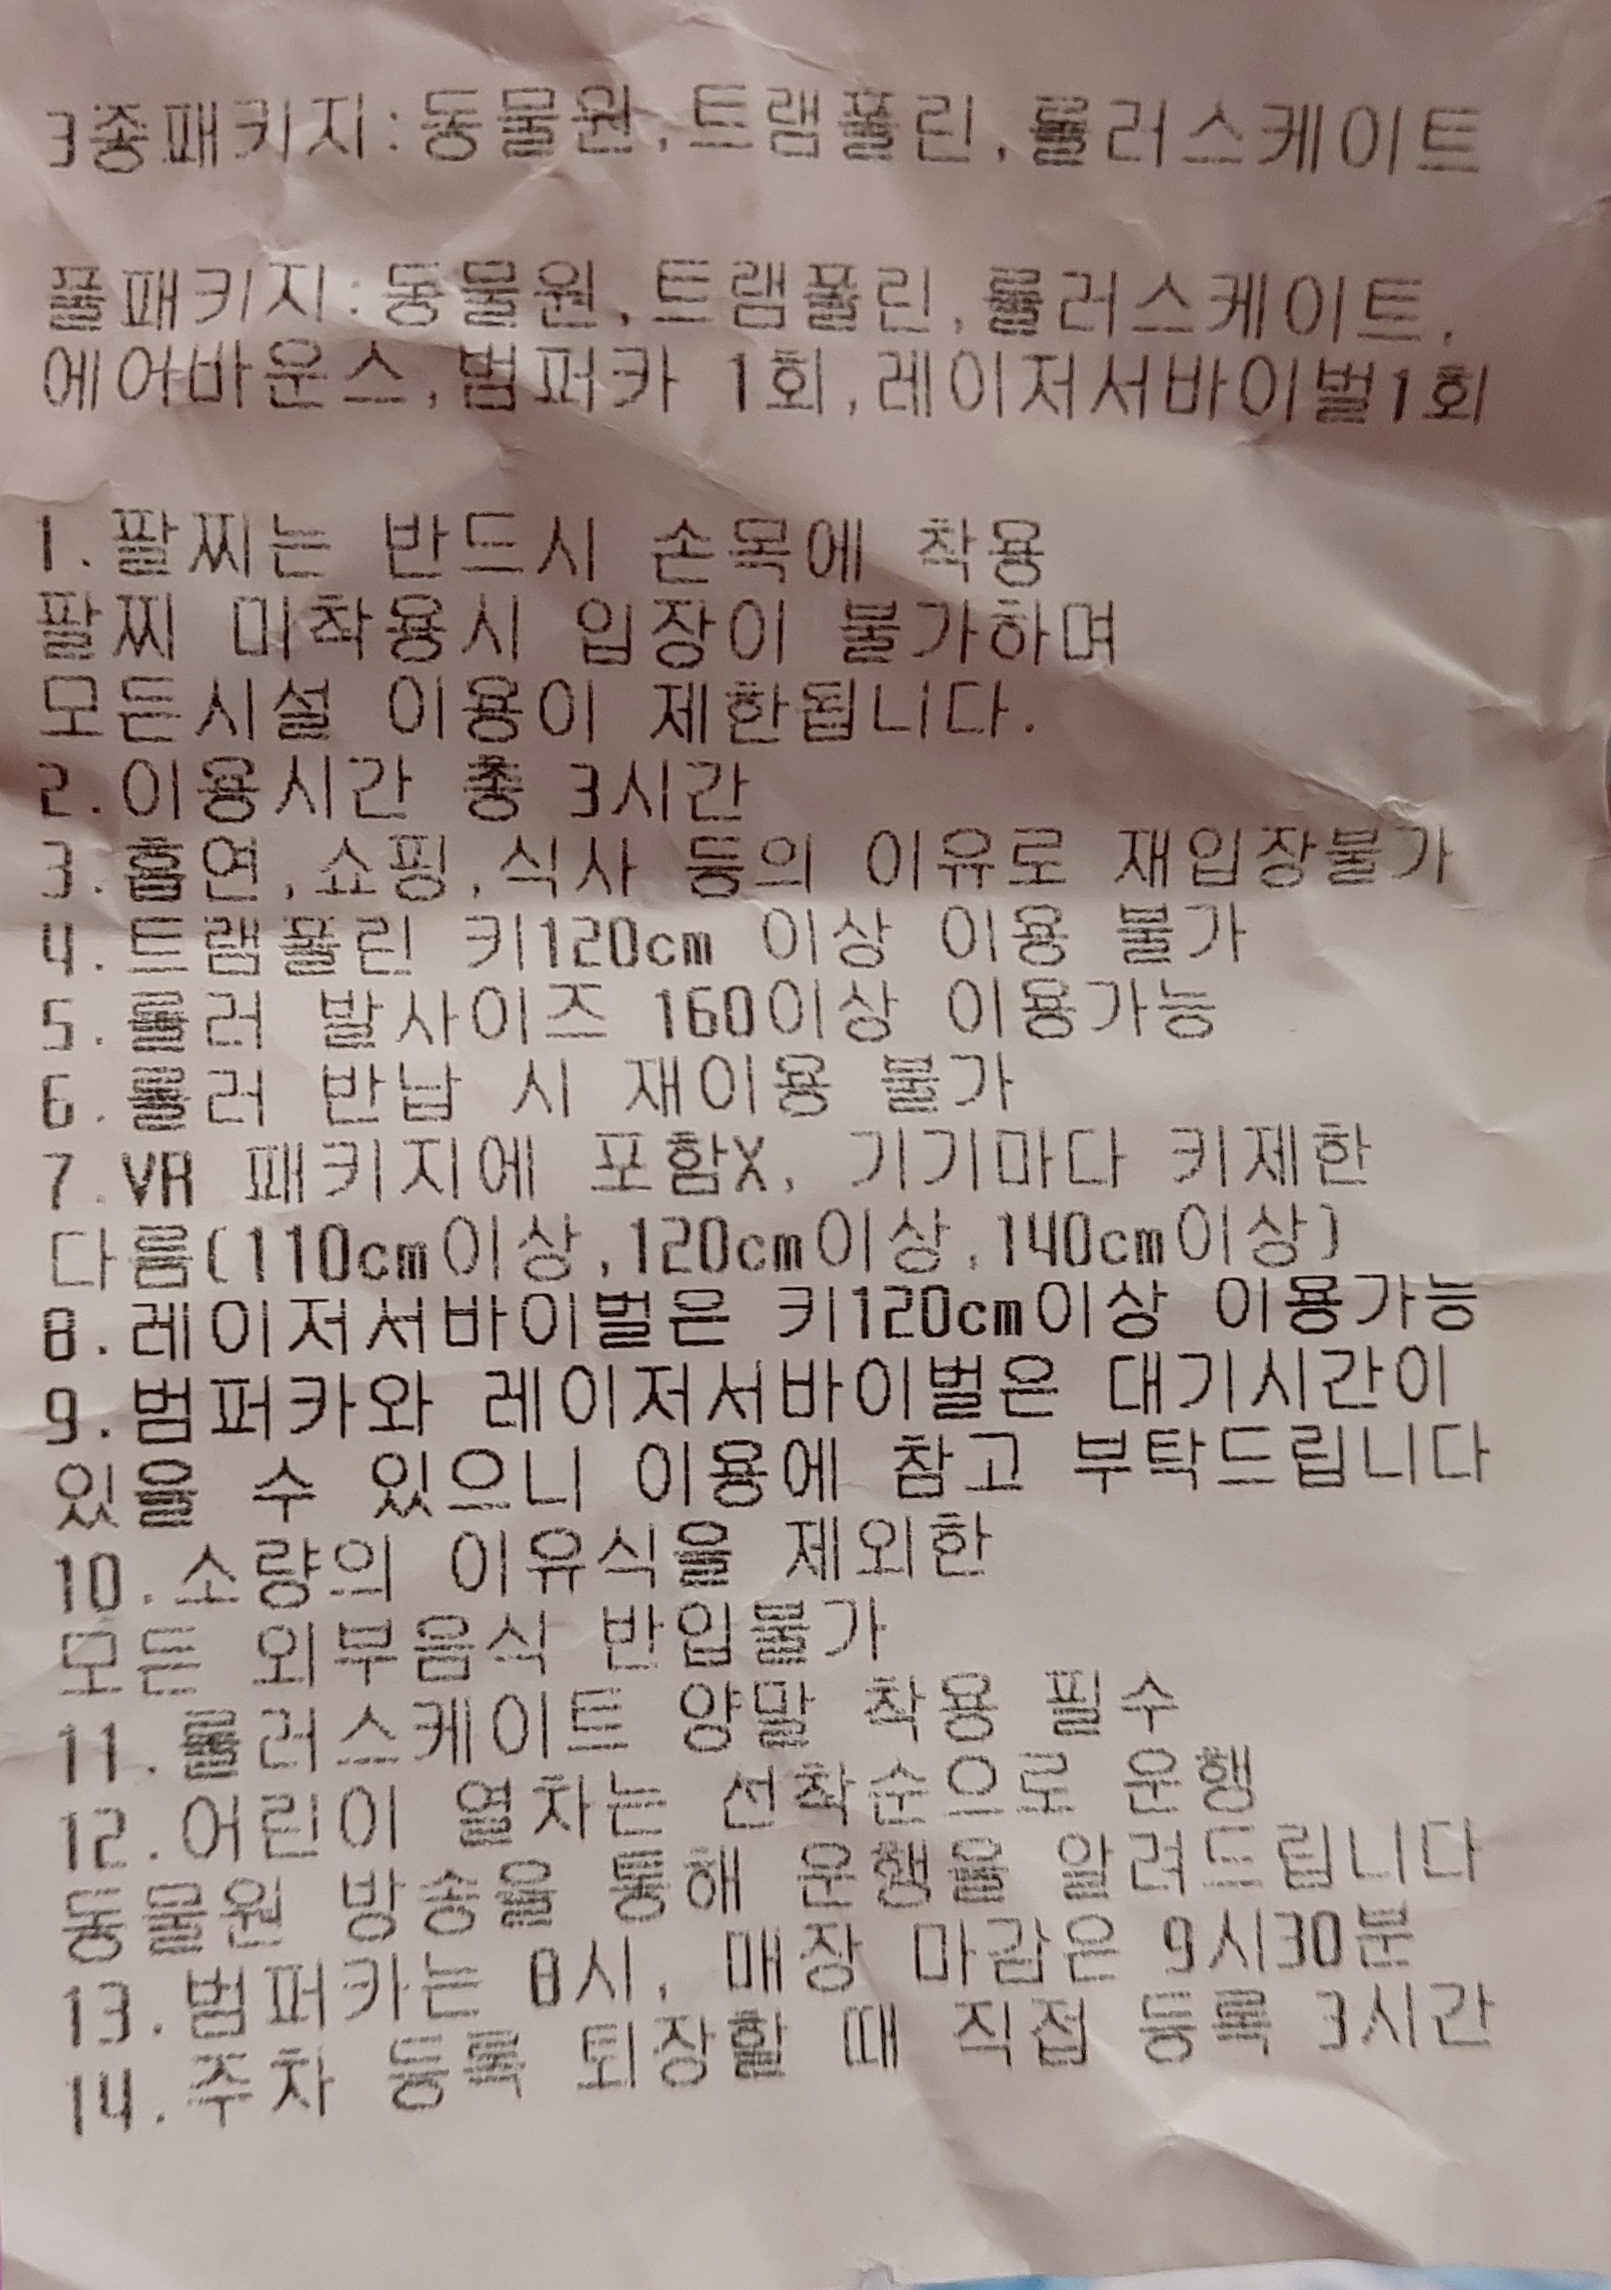 3종패키지:동물원,트램폴린,롤러스케이트
풀패키지:동물원,트램폴린,롤러스케이트,
에어바운스,범퍼카 1회,레이저서바이벌1회
1.팔찌는 반드시 손목에 착용
팔찌 미착용시 입장이 불가하며
모든시설 이용이 제한됩니다.
2.이용시간 총 3시간
3.흡연,쇼핑,식사 등의 이유로 재입장불가
4.트램폴린 키120cm 이상 이용 불가
5.롤러 발사이즈 160이상 이용가능
6.롤러 반납 시 재이용 불가
7.VR 패키지에 포함X, 기기마다 키제한
다름(110cm이상,120cm이상,140cm이상)
8.레이저서바이벌은 키120cm이상 이용가능
9.범퍼카와 레이저서바이벌은 대기시간이
있을 수 있으니 이용에 참고 부탁드립니다
10.소량의 이유식을 제외한
모든 외부음식 반입불가
11.롤러스케이트 양말 착용 필수
12.어린이 열차는 선착순으로 운행
동물원 방송을 통해 운행을 알려드립니다
13.범퍼카는 8시, 매장 마감은 9시30분
14.주차 등록 퇴장할 때 직접 등록 3시간